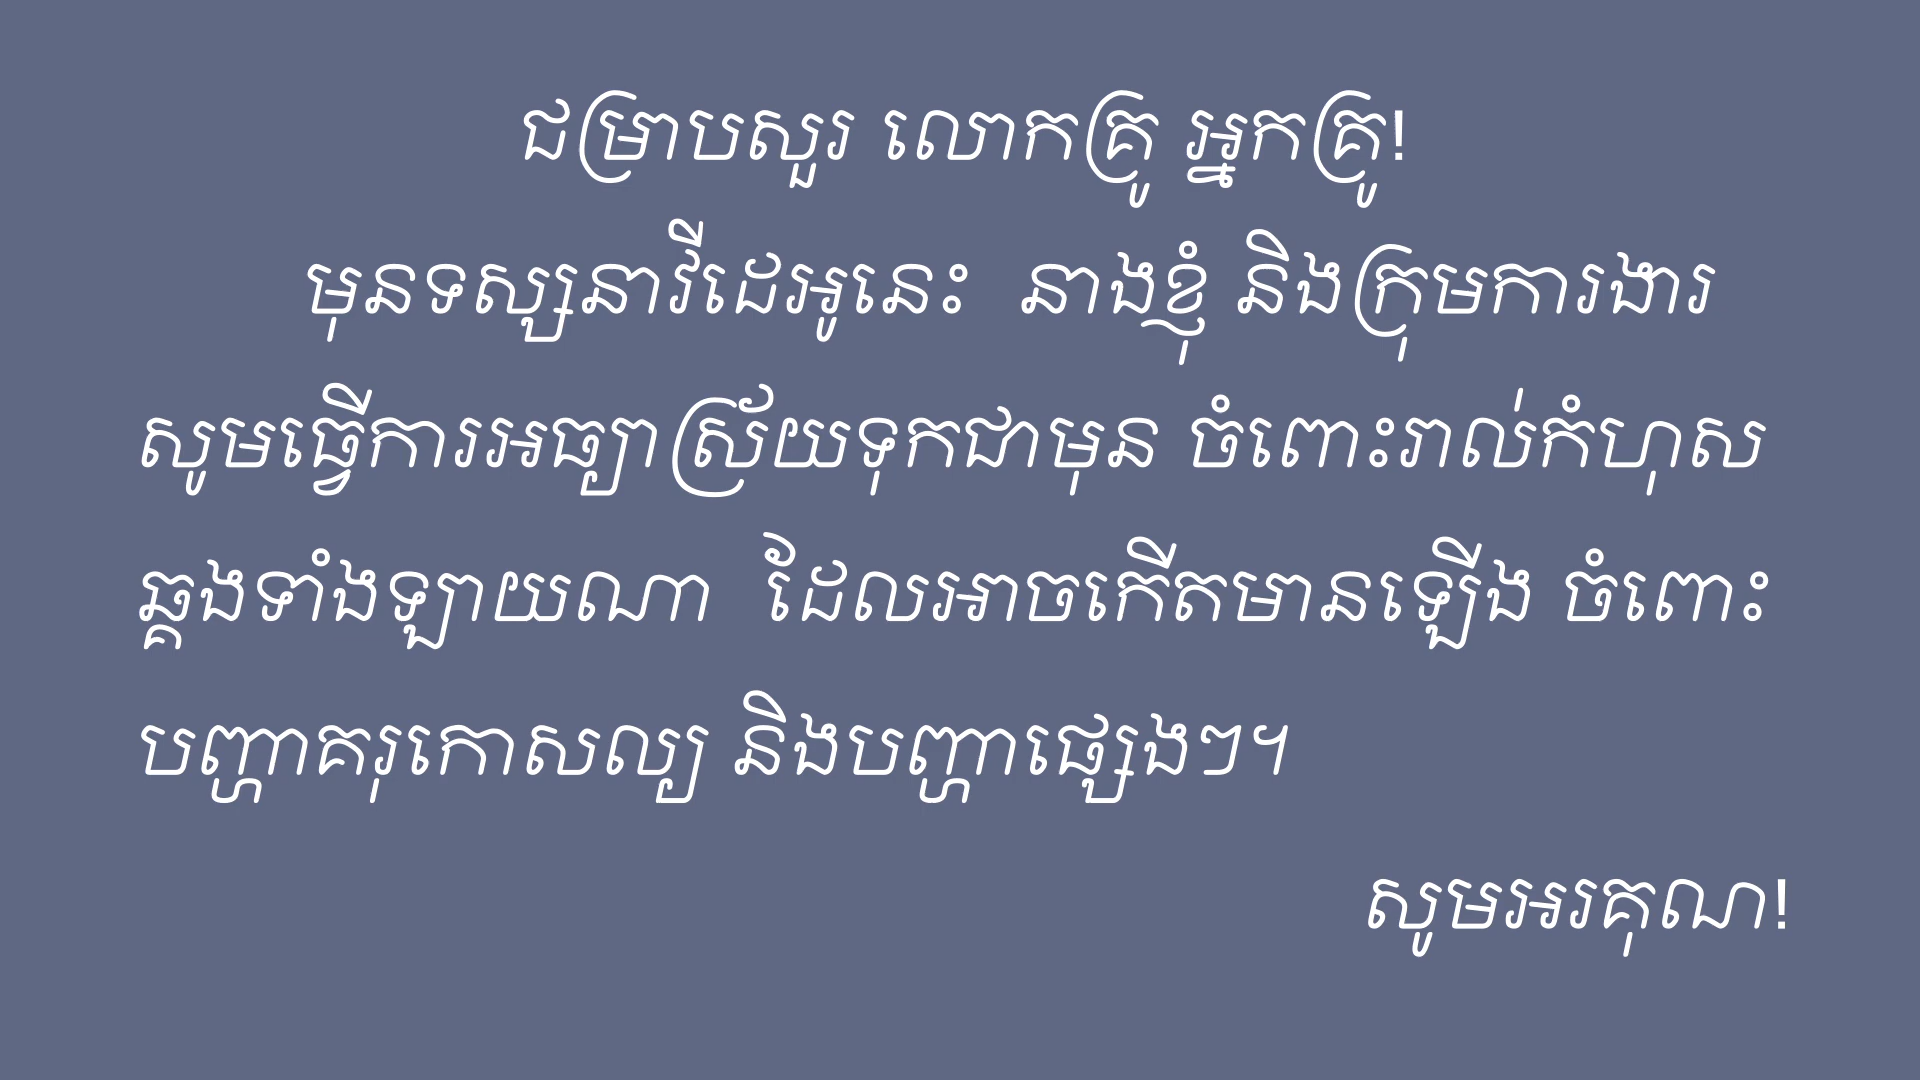 ជម្រាបសួរ លោកគ្រូ អ្នកគ្រូ!
មុនទស្សនាវីដេអូនេះ នាងខ្ញុំ និងក្រុមការងារ
សូមធ្វើការអធ្យាស្រ័យទុកជាមុន ចំពោះរាល់កំហុស
ឆ្គងទាំងឡាយណា ដែលអាចកើតមានឡើង ចំពោះ
បញ្ហាគរុកោសល្យ និងបញ្ហាផ្សេងៗ។
សូមអរគុណ!